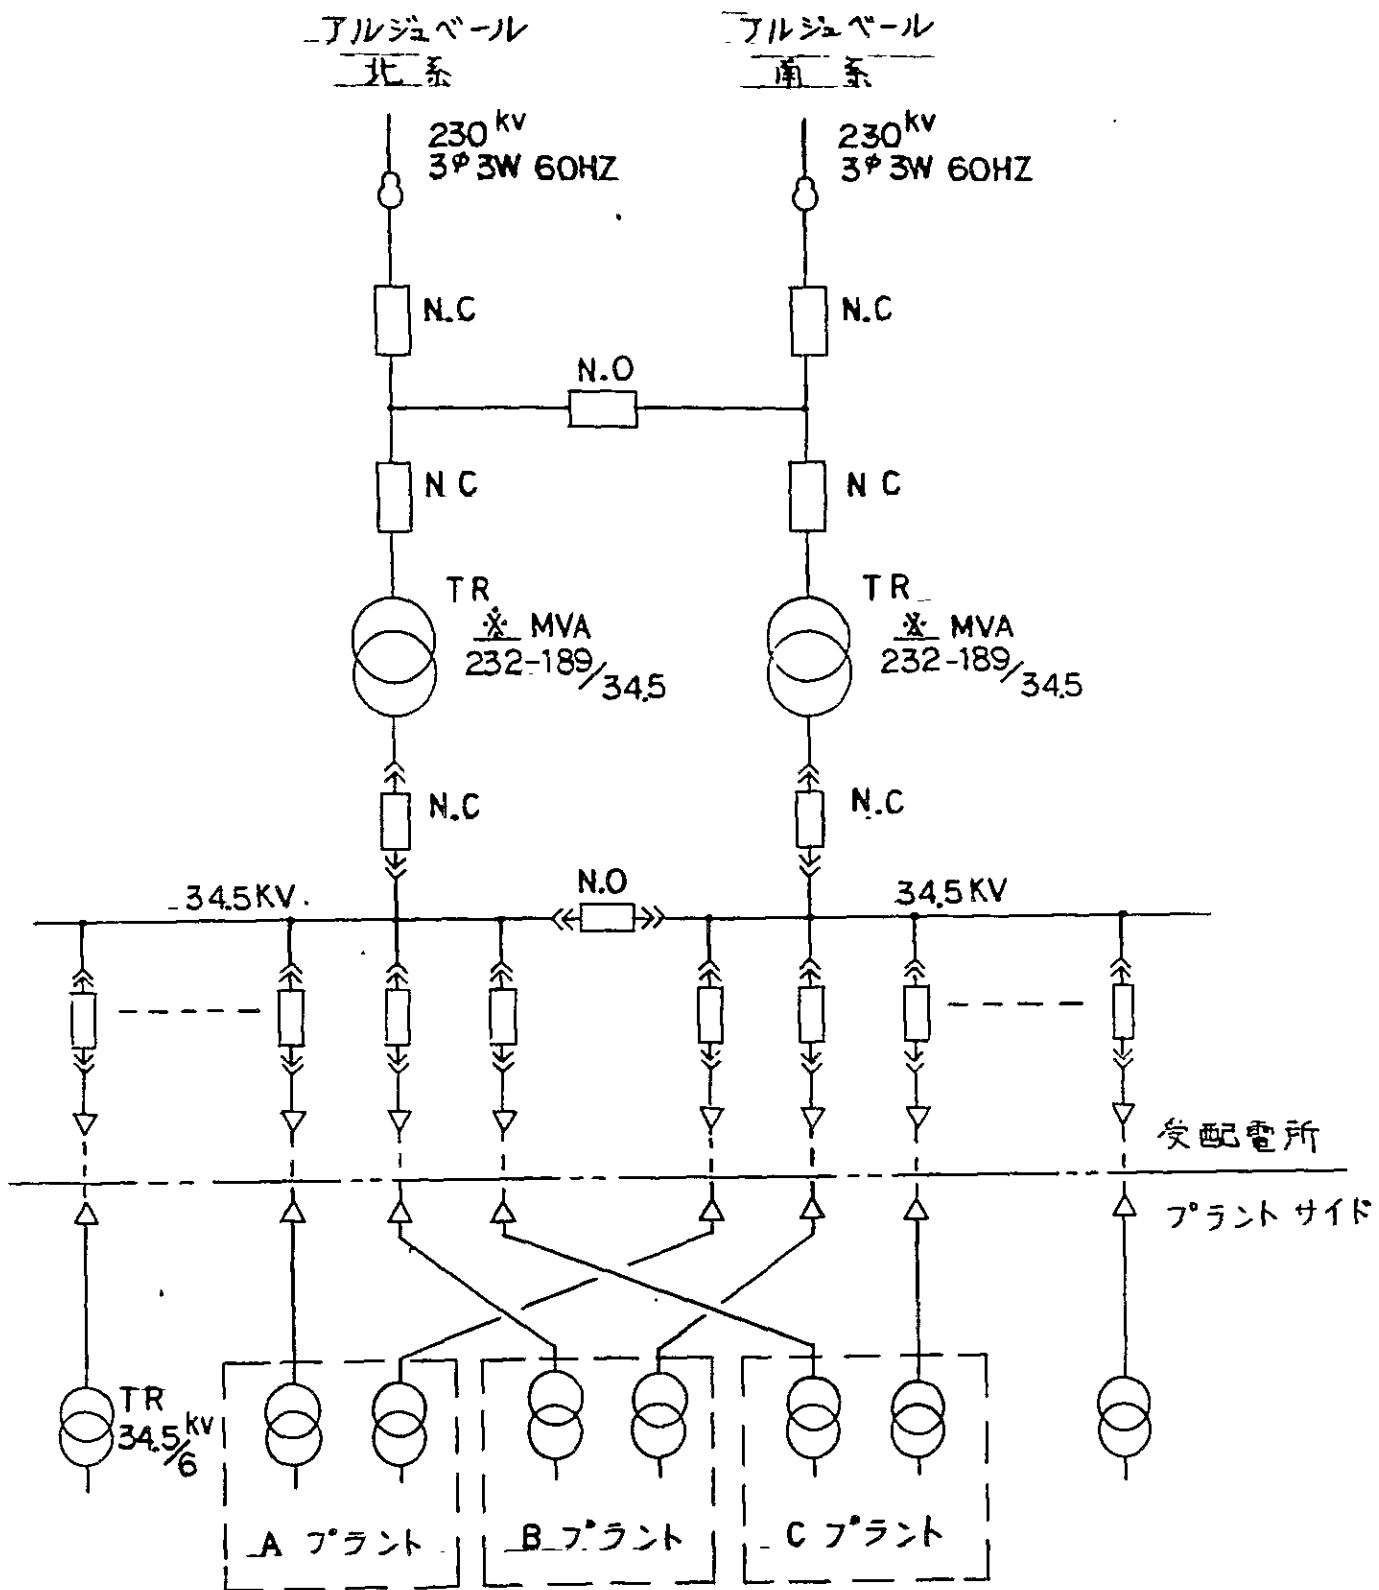 アルジュベール
北系
アルジュベール
南系
230kV
3φ3W 60HZ
230kV
3φ3W 60HZ
N.C
N.C
N.O
N C
N C
TR
※ MVA
232-189/34.5
TR
※ MVA
232-189/34.5
N.C
N.C
34.5KV.
N.O
34.5KV
受配電所
プラントサイド
TR
34.5/6kV
A プラント
B プラント
C プラント